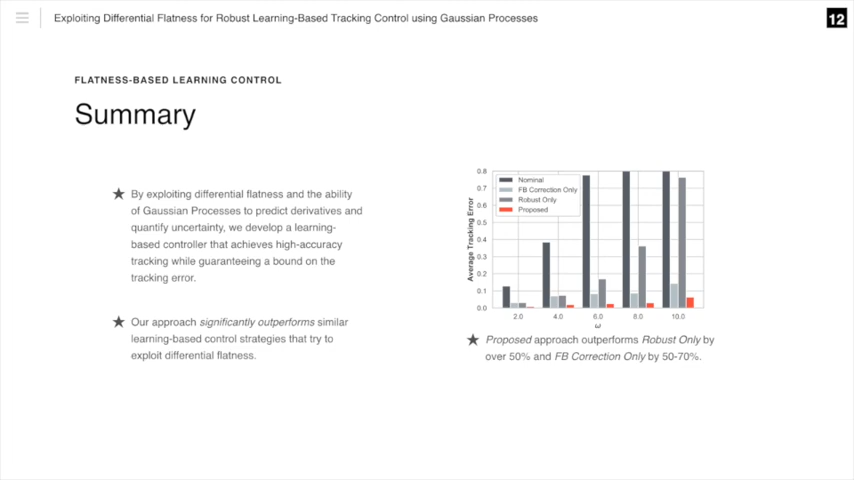 Exploiting Differential Flatness for Robust Learning-Based Tracking Control using Gaussian Processes
12
FLATNESS-BASED LEARNING CONTROL
Summary
★ By exploiting differential flatness and the ability
of Gaussian Processes to predict derivatives and
quantify uncertainty, we develop a learning-
based controller that achieves high-accuracy
tracking while guaranteeing a bound on the
tracking error.
★ Our approach significantly outperforms similar
learning-based control strategies that try to
exploit differential flatness.
Average Tracking Error
0.8
0.7
0.6
0.5
0.4
0.3
0.2
0.1
0.0
Nominal
FB Correction Only
Robust Only
Proposed
2.0 4.0 6.0 8.0 10.0
ω
★ Proposed approach outperforms Robust Only by
over 50% and FB Correction Only by 50-70%.